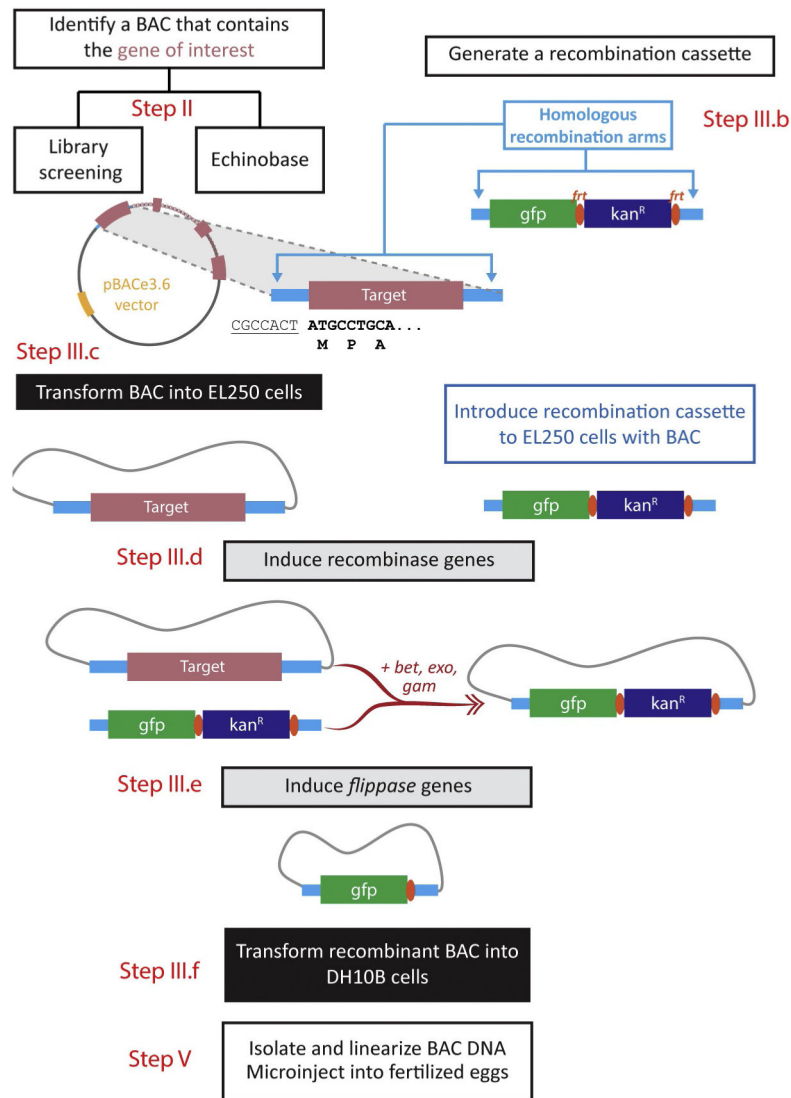 Identify a BAC that contains
the gene of interest
Generate a recombination cassette
Step II
Library
screening
Echinobase
Homologous
recombination arms
Step III.b
frt
frt
gfp
kanᴿ
pBACe3.6
vector
Target
CGCCACT ATGCCTGCA...
M P A
Step III.c
Transform BAC into EL250 cells
Introduce recombination cassette
to EL250 cells with BAC
Target
gfp
kanᴿ
Step III.d
Induce recombinase genes
Target
+ bet, exo,
gam
gfp
kanᴿ
gfp
kanᴿ
Step III.e
Induce flippase genes
gfp
Step III.f
Transform recombinant BAC into
DH10B cells
Step V
Isolate and linearize BAC DNA
Microinject into fertilized eggs